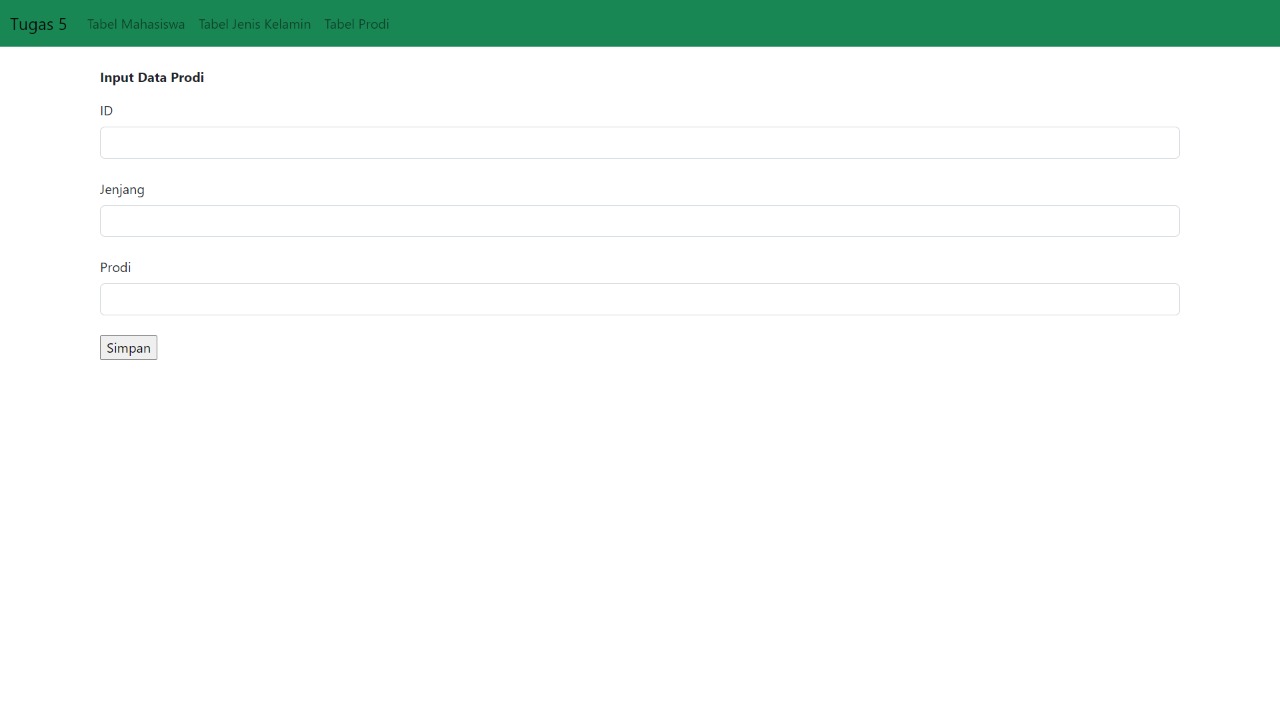 Tugas 5 Tabel Mahasiswa Tabel Jenis Kelamin Tabel Prodi
Input Data Prodi
ID
Jenjang
Prodi
Simpan